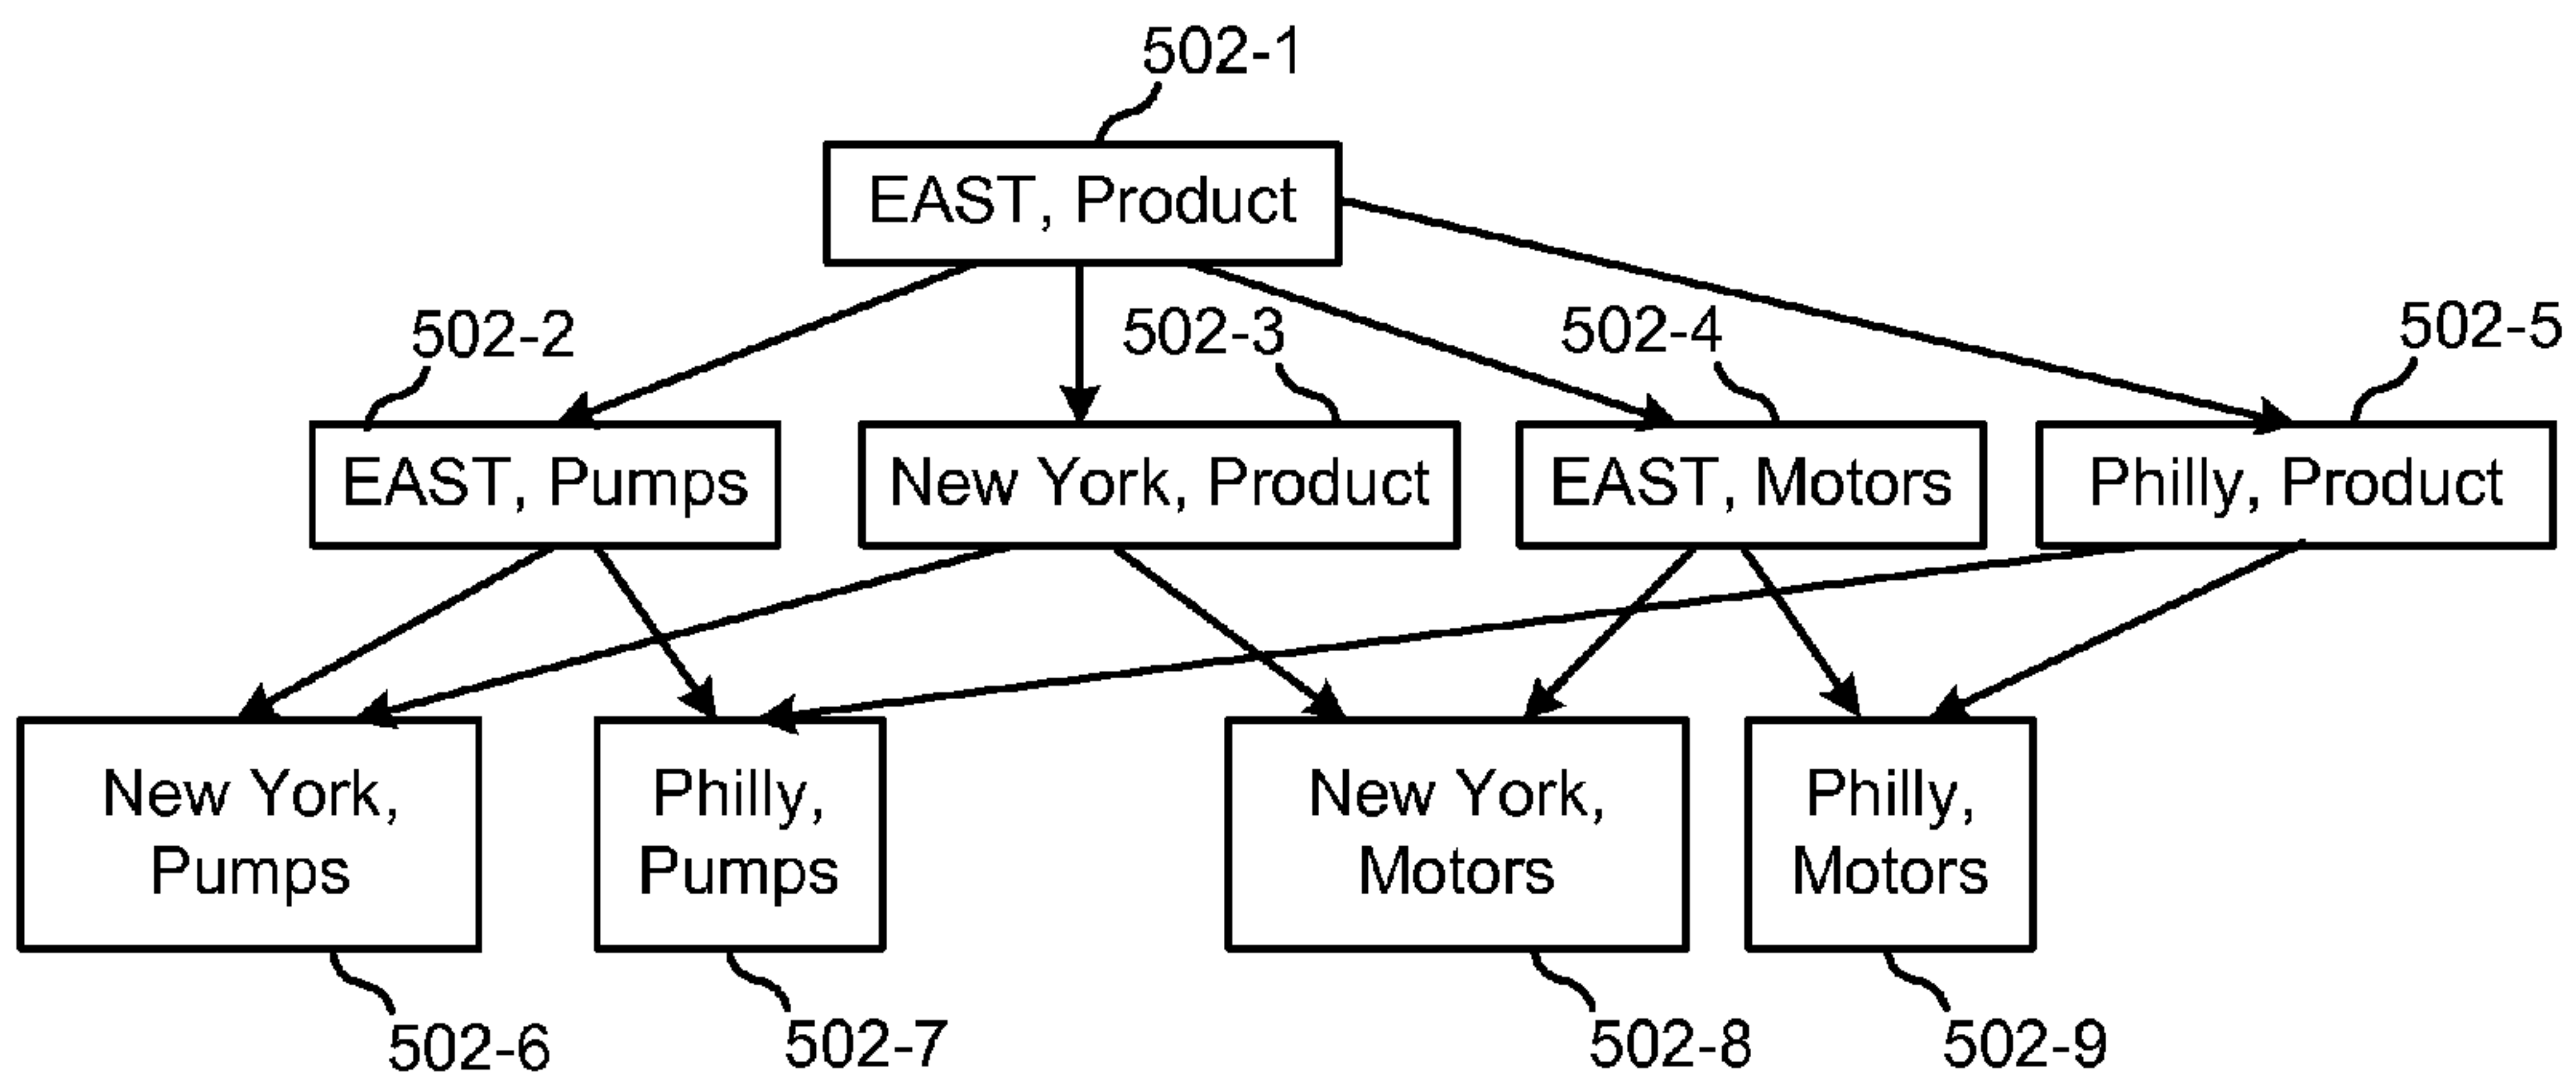 502-1
EAST, Product
502-2
502-3
502-4
502-5
EAST, Pumps
New York, Product
EAST, Motors
Philly, Product
New York,
Pumps
Philly,
Pumps
New York,
Motors
Philly,
Motors
502-6
502-7
502-8
502-9